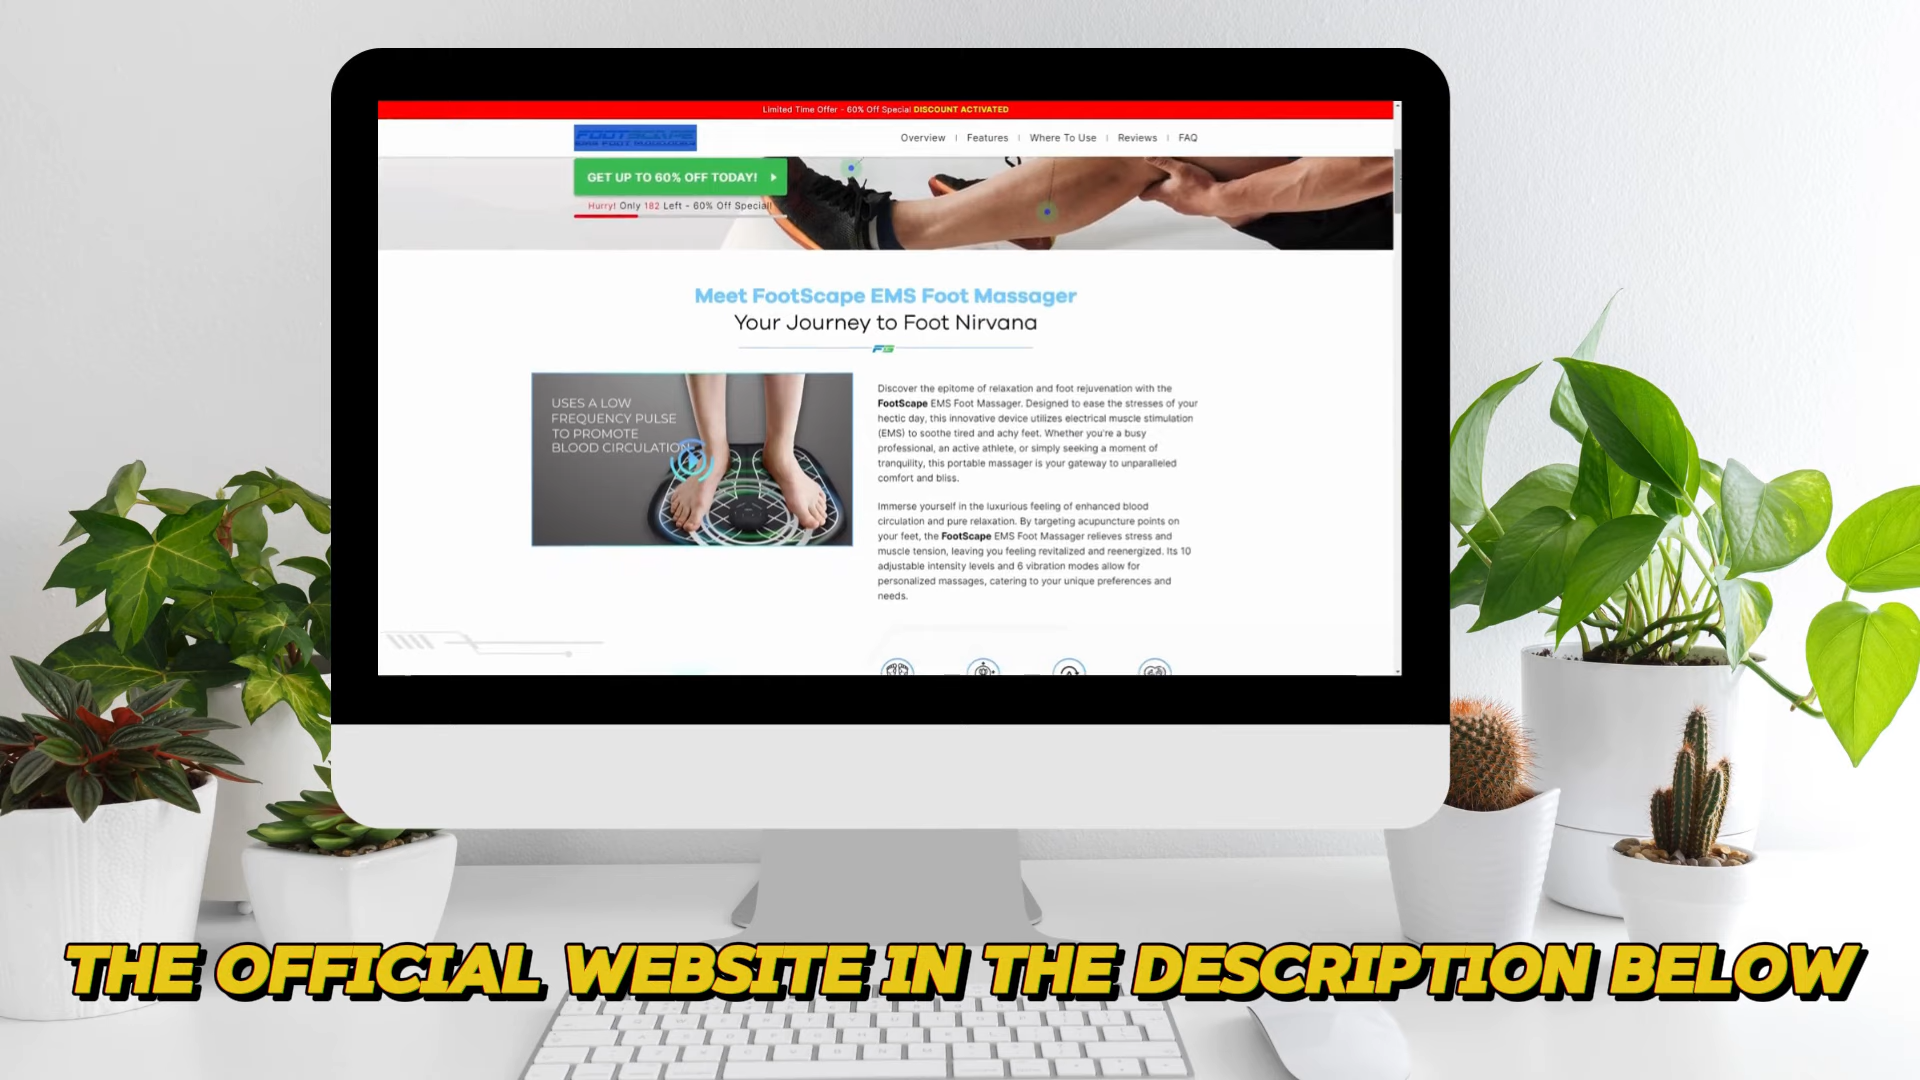 Limited Time Offer - 60% Off Special DISCOUNT ACTIVATED
FOOTSCAPE
EMS FOOT MASSAGER
Overview | Features | Where To Use | Reviews | FAQ
GET UP TO 60% OFF TODAY!
Hurry! Only 182 Left - 60% Off Special!
Meet FootScape EMS Foot Massager
Your Journey to Foot Nirvana
FS
USES A LOW
FREQUENCY PULSE
TO PROMOTE
BLOOD CIRCULATION
Discover the epitome of relaxation and foot rejuvenation with the
FootScape EMS Foot Massager. Designed to ease the stresses of your
hectic day, this innovative device utilizes electrical muscle stimulation
(EMS) to soothe tired and achy feet. Whether you're a busy
professional, an active athlete, or simply seeking a moment of
tranquility, this portable massager is your gateway to unparalleled
comfort and bliss.
Immerse yourself in the luxurious feeling of enhanced blood
circulation and pure relaxation. By targeting acupuncture points on
your feet, the FootScape EMS Foot Massager relieves stress and
muscle tension, leaving you feeling revitalized and reenergized. Its 10
adjustable intensity levels and 6 vibration modes allow for
personalized massages, catering to your unique preferences and
needs.
THE OFFICIAL WEBSITE IN THE DESCRIPTION BELOW